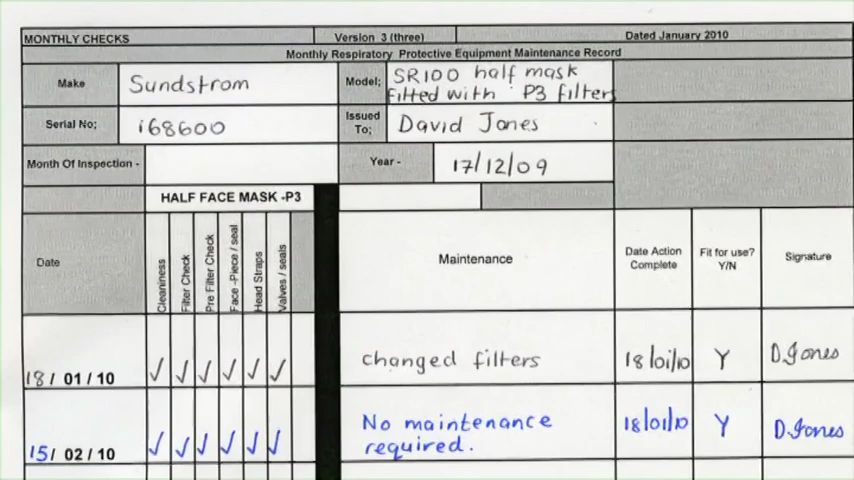 MONTHLY CHECKS Version 3 (three) Dated January 2010
Monthly Respiratory Protective Equipment Maintenance Record
Make Sundstrom Model; SR100 half mask
fitted with P3 filters
Serial No; 168600 Issued To; David Jones
Month Of Inspection - Year - 17/12/09
HALF FACE MASK -P3
Date Cleaniness Filter Check Pre Filter Check Face -Piece / seal Head Straps Valves / seals Maintenance Date Action Complete Fit for use? Y/N Signature
18/ 01 / 10 ✓ ✓ ✓ ✓ ✓ ✓ changed filters 18/01/10 Y D.Jones
15/ 02 / 10 ✓ ✓ ✓ ✓ ✓ ✓ No maintenance 18/01/10 Y D.Jones
required.